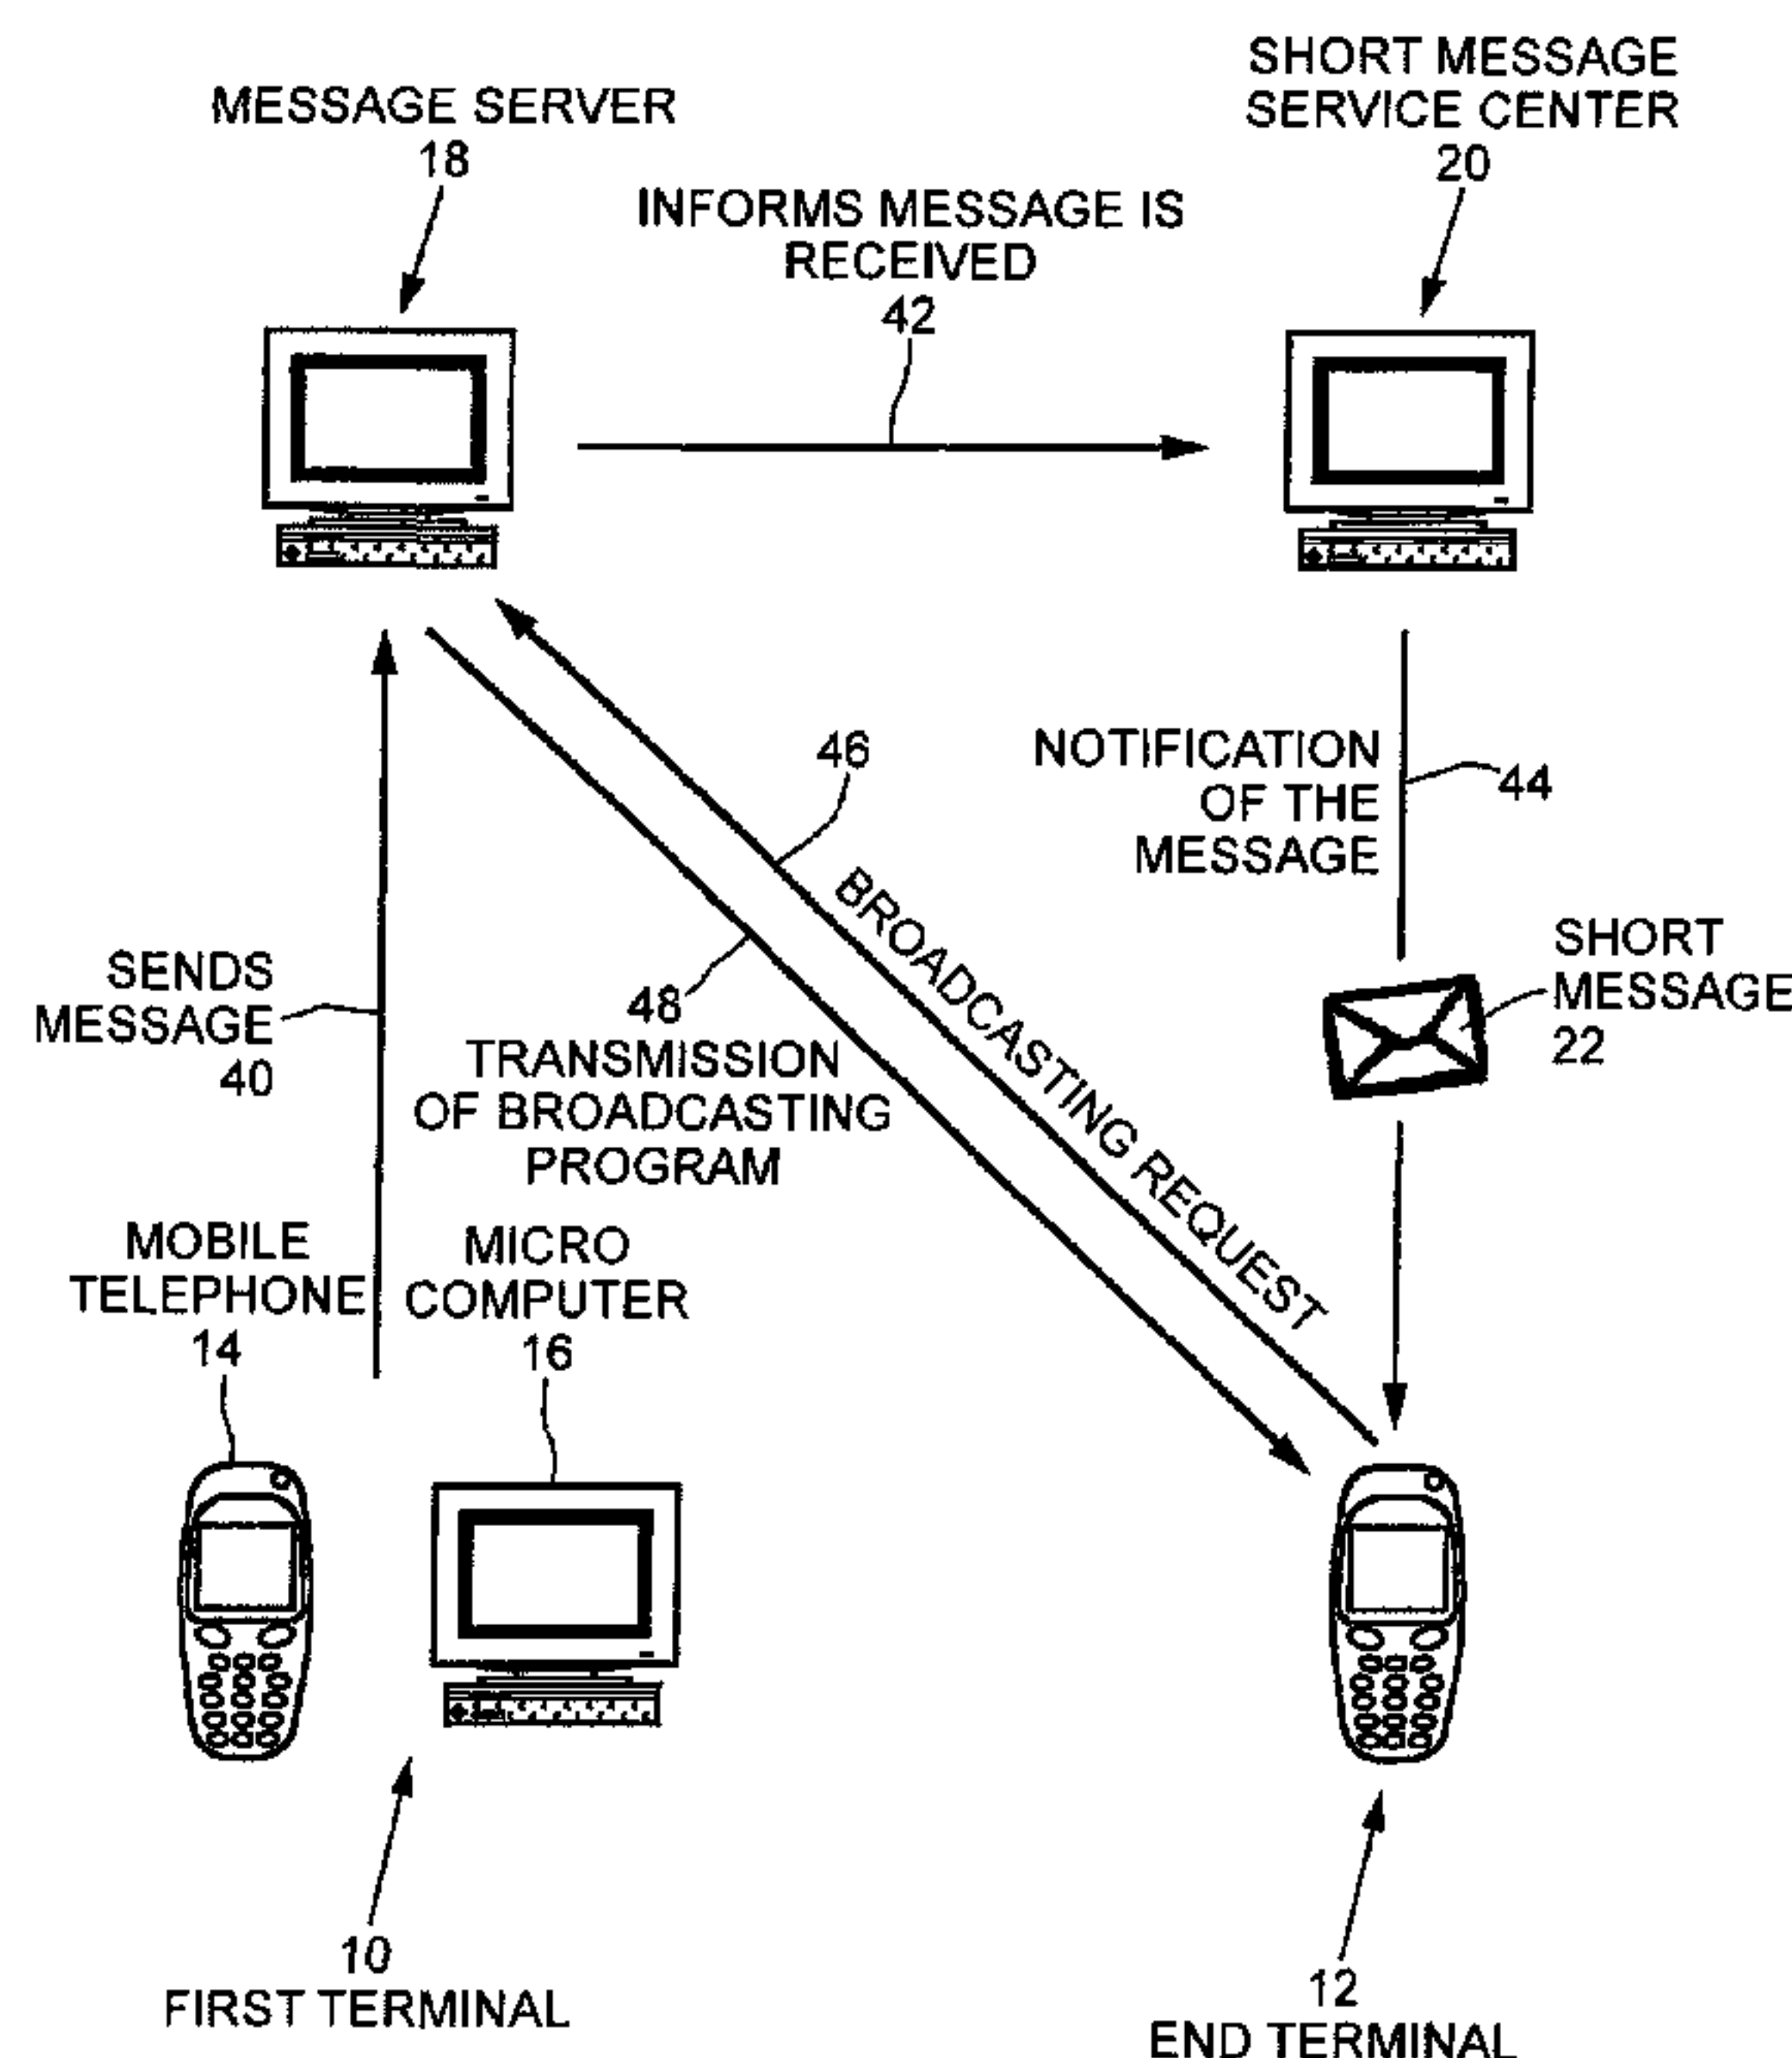 MESSAGE SERVER
18
SHORT MESSAGE
SERVICE CENTER
20
INFORMS MESSAGE IS
RECEIVED
42
46
NOTIFICATION
OF THE
MESSAGE
44
BROADCASTING REQUEST
SHORT
MESSAGE
22
SENDS
MESSAGE
40
48
TRANSMISSION
OF BROADCASTING
PROGRAM
MOBILE
TELEPHONE
14
MICRO
COMPUTER
16
10
FIRST TERMINAL
12
END TERMINAL